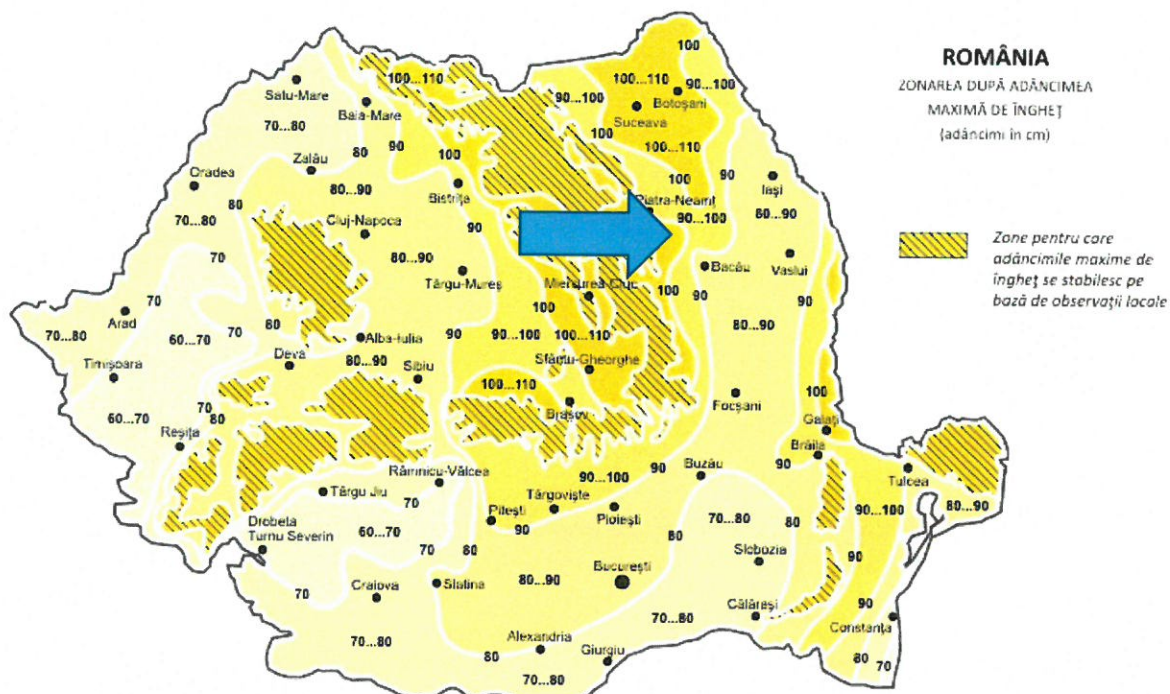 ROMÂNIA
ZONAREA DUPĂ ADÂNCIMEA
MAXIMĂ DE ÎNGHEȚ
(adâncimi în cm)
Zone pentru care
adâncimile maxime de
îngheț se stabilesc pe
bază de observații locale
100
100...110
100...110
90...100
90...100
Satu-Mare
Botoșani
Baia-Mare
Suceava
70...80
90
100
80
100
100...110
Zalău
90
Oradea
80...90
100
Iași
Bistrița
Piatra-Neamț
80
70...80
Cluj-Napoca
90
90...100
80...90
70
80...90
Târgu-Mureș
Bacău
Vaslui
90
90
Miercurea-Ciuc
100
70
100
Arad
70...80
60...70
70
80
Alba-Iulia
90
90...100
100...110
80...90
Timișoara
Deva
80...90
Sibiu
Sfântu-Gheorghe
100...110
Focșani
100
Brașov
60...70
70
80
Galați
Reșița
Brăila
90
Râmnicu-Vâlcea
90...100
90
Buzău
Tulcea
Târgu Jiu
70
Târgoviște
80...90
Drobeta
Turnu Severin
60...70
Pitești
90
Ploiești
70...80
80
90...100
70
80
Slobozia
90
70
Craiova
Slatina
80...90
București
70...80
Călărași
90
Constanța
70...80
80
Alexandria
Giurgiu
70...80
80
70